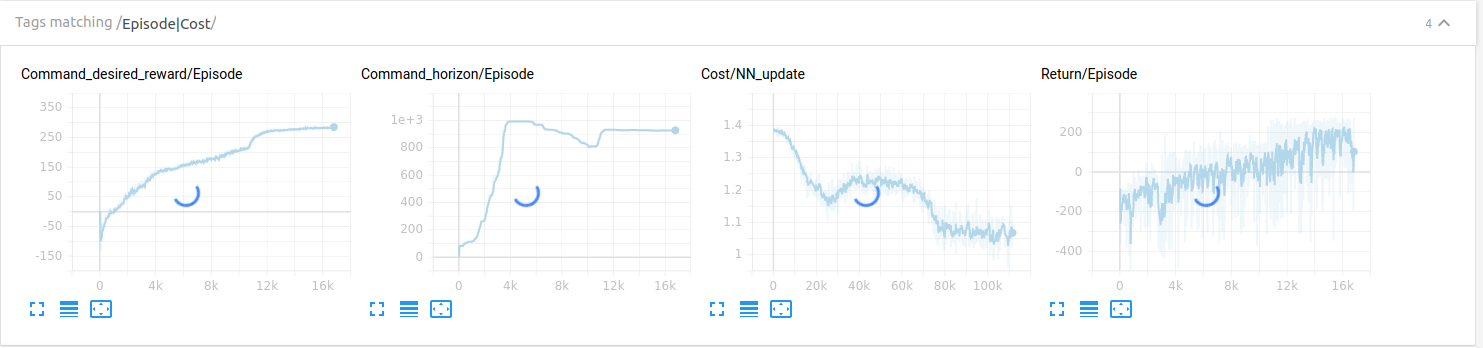 Tags matching /Episode|Cost/ 4
Command_desired_reward/Episode Command_horizon/Episode Cost/NN_update Return/Episode
350
250
150
50
-50
-150
0 4k 8k 12k 16k
1e+3
800
600
400
200
0
0 4k 8k 12k 16k
1.4
1.3
1.2
1.1
1
0 20k 40k 60k 80k 100k
200
0
-200
-400
0 4k 8k 12k 16k